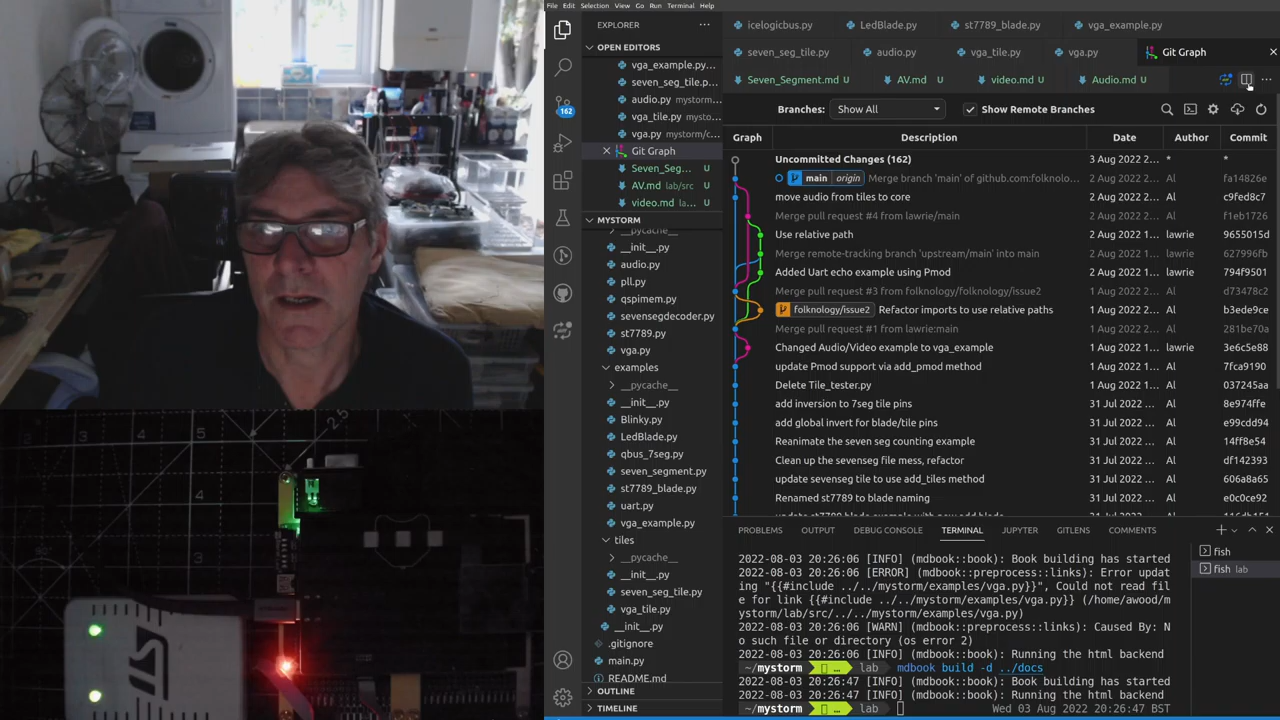 File Edit Selection View Go Run Terminal Help
EXPLORER
OPEN EDITORS
vga_example.py...
seven_seg_tile.p...
audio.py mystorm...
vga_tile.py mysto...
vga.py mystorm/c...
Git Graph
Seven_Seg... U
AV.md lab/src U
video.md la... U
MYSTORM
__pycache__
__init__.py
audio.py
pll.py
qspimem.py
sevensegdecoder.py
st7789.py
vga.py
examples
__pycache__
__init__.py
Blinky.py
LedBlade.py
qbus_7seg.py
seven_segment.py
st7789_blade.py
uart.py
vga_example.py
tiles
__pycache__
__init__.py
seven_seg_tile.py
vga_tile.py
__init__.py
.gitignore
main.py
README.md
OUTLINE
TIMELINE
162
icelogicbus.py LedBlade.py st7789_blade.py vga_example.py
seven_seg_tile.py audio.py vga_tile.py vga.py Git Graph
Seven_Segment.md U AV.md U video.md U Audio.md U
Branches: Show All Show Remote Branches
Graph Description Date Author Commit
Uncommitted Changes (162) 3 Aug 2022 2... * *
main origin Merge branch 'main' of github.com:folknolo... 2 Aug 2022 2... Al fa14826e
move audio from tiles to core 2 Aug 2022 2... Al c9fed8c7
Merge pull request #4 from lawrie/main 2 Aug 2022 2... Al f1eb1726
Use relative path 2 Aug 2022 2... lawrie 9655015d
Merge remote-tracking branch 'upstream/main' into main 2 Aug 2022 2... lawrie 627996fb
Added Uart echo example using Pmod 2 Aug 2022 2... lawrie 794f9501
Merge pull request #3 from folknology/issue2 2 Aug 2022 1... Al d73478c2
folknology/issue2 Refactor imports to use relative paths 2 Aug 2022 1... Al b3ede9ce
Merge pull request #1 from lawrie:main 1 Aug 2022 2... Al 281be70a
Changed Audio/Video example to vga_example 1 Aug 2022 2... lawrie 3e6c5e88
update Pmod support via add_pmod method 1 Aug 2022 1... Al 7fca9190
Delete Tile_tester.py 1 Aug 2022 1... Al 037245aa
add inversion to 7seg tile pins 31 Jul 2022 ... Al 8e974ffe
add global invert for blade/tile pins 31 Jul 2022 ... Al e99cdd94
Reanimate the seven seg counting example 31 Jul 2022 ... Al 14ff8e54
Clean up the sevenseg file mess, refactor 31 Jul 2022 ... Al df142393
update sevenseg tile to use add_tiles method 31 Jul 2022 ... Al 606a8a65
Renamed st7789 to blade naming 31 Jul 2022 ... Al e0c0ce92
PROBLEMS OUTPUT DEBUG CONSOLE TERMINAL JUPYTER GITLENS COMMENTS
2022-08-03 20:26:06 [INFO] (mdbook::book): Book building has started
2022-08-03 20:26:06 [ERROR] (mdbook::preprocess::links): Error updat
ing "{{#include ../../mystorm/examples/vga.py}}", Could not read fil
e for link {{#include ../../mystorm/examples/vga.py}} (/home/awood/m
ystorm/lab/src/../../mystorm/examples/vga.py)
2022-08-03 20:26:06 [WARN] (mdbook::preprocess::links): Caused By: N
o such file or directory (os error 2)
2022-08-03 20:26:06 [INFO] (mdbook::book): Running the html backend
~/mystorm ... lab mdbook build -d ../docs
2022-08-03 20:26:47 [INFO] (mdbook::book): Book building has started
2022-08-03 20:26:47 [INFO] (mdbook::book): Running the html backend
~/mystorm ... lab Wed 03 Aug 2022 20:26:47 BST
fish
fish lab
2.5
3 4 5
4
3